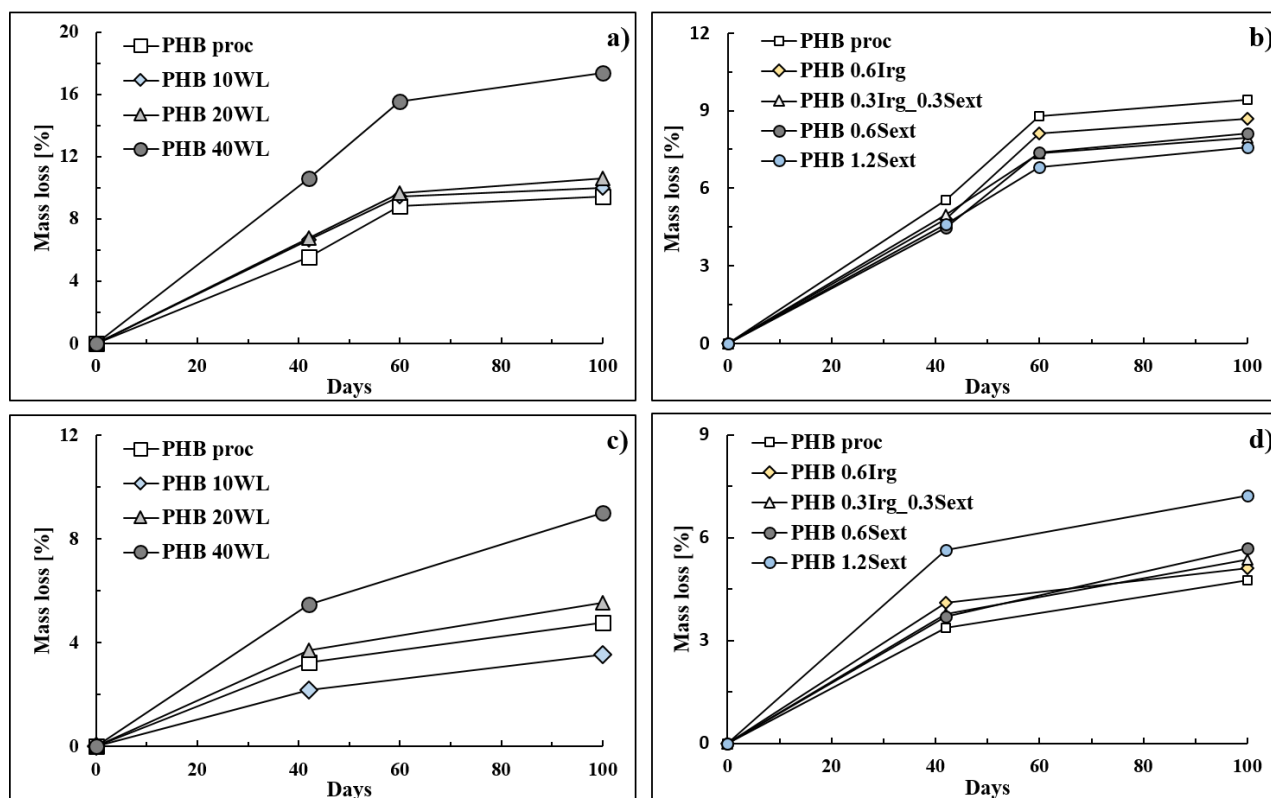 a)
20
16
12
8
4
0
Mass loss [%]
PHB proc
PHB 10WL
PHB 20WL
PHB 40WL
0 20 40 60 80 100
Days
b)
12
9
6
3
0
Mass loss [%]
PHB proc
PHB 0.6Irg
PHB 0.3Irg_0.3Sext
PHB 0.6Sext
PHB 1.2Sext
0 20 40 60 80 100
Days
c)
12
8
4
0
Mass loss [%]
PHB proc
PHB 10WL
PHB 20WL
PHB 40WL
0 20 40 60 80 100
Days
d)
9
6
3
0
Mass loss [%]
PHB proc
PHB 0.6Irg
PHB 0.3Irg_0.3Sext
PHB 0.6Sext
PHB 1.2Sext
0 20 40 60 80 100
Days